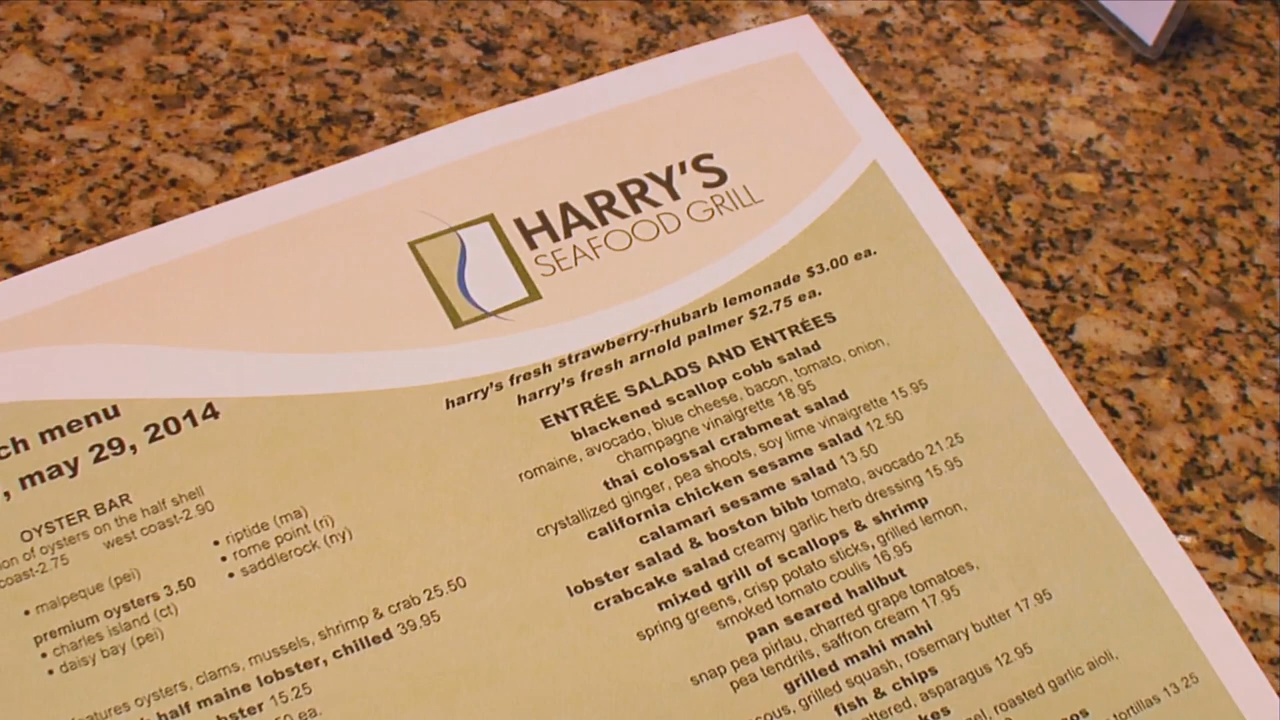 HARRY'S
SEAFOOD GRILL
harry's fresh strawberry-rhubarb lemonade $3.00 ea.
harry's fresh arnold palmer $2.75 ea.
ENTRÉE SALADS AND ENTRÉES
blackened scallop cobb salad
romaine, avocado, blue cheese, bacon, tomato, onion,
champagne vinaigrette 18.95
thai colossal crabmeat salad
crystallized ginger, pea shoots, soy lime vinaigrette 15.95
california chicken sesame salad 12.50
calamari sesame salad 13.50
lobster salad & boston bibb tomato, avocado 21.25
crabcake salad creamy garlic herb dressing 15.95
mixed grill of scallops & shrimp
spring greens, crisp potato sticks, grilled lemon,
smoked tomato coulis 16.95
pan seared halibut
snap pea pirlau, charred grape tomatoes,
pea tendrils, saffron cream 17.95
grilled mahi mahi
cous, grilled squash, rosemary butter 17.95
fish & chips
attered, asparagus 12.95
kes
el, roasted garlic aioli,
tortillas 13.25
ch menu
, may 29, 2014
OYSTER BAR
ion of oysters on the half shell
coast-2.75 west coast-2.90
• malpeque (pei)
• riptide (ma)
• rome point (ri)
• saddlerock (ny)
premium oysters 3.50
• charles island (ct)
• daisy bay (pei)
features oysters, clams, mussels, shrimp & crab 25.50
half maine lobster, chilled 39.95
bster 15.25
50 ea.